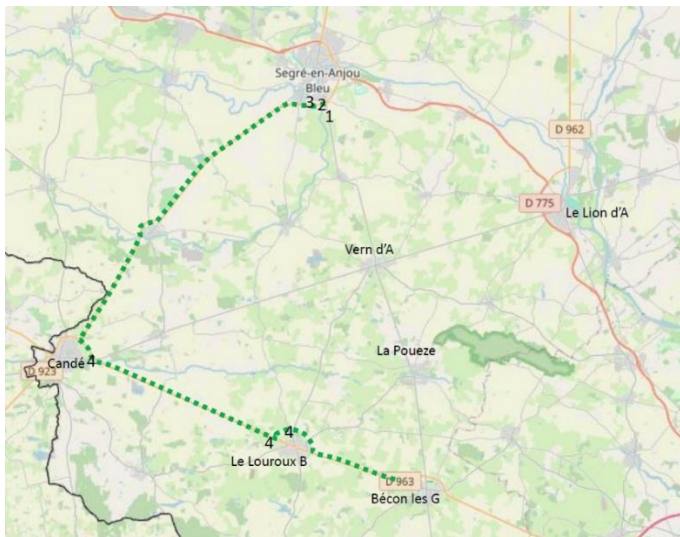 Segré-en-Anjou
Bleu
3 2
1
D 962
D 775
Le Lion d'A
Vern d'A
La Poueze
Candé 4
D 923
4
4
Le Louroux B
D 963
Bécon les G